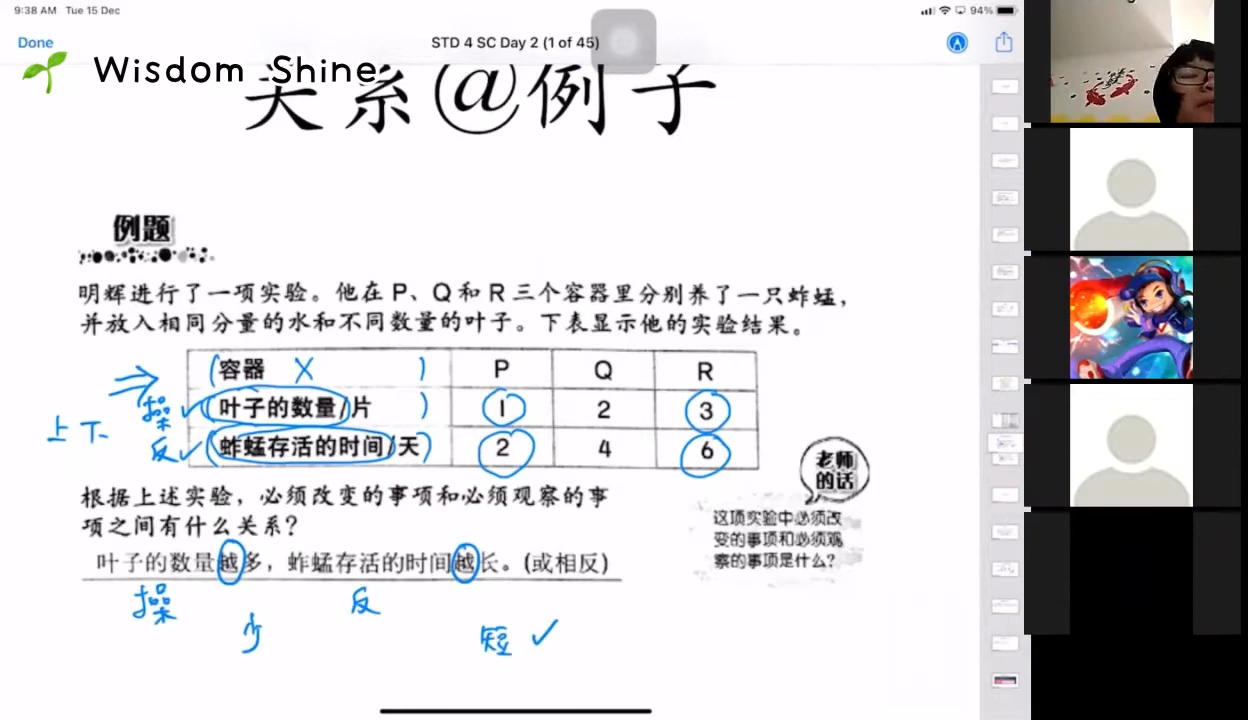 9:38 AM Tue 15 Dec
94%
Done
STD 4 SC Day 2 (1 of 45)
Wisdom Shine
关系@例子
例题
明辉进行了一项实验。他在 P、Q 和 R 三个容器里分别养了一只蚱蜢，
并放入相同分量的水和不同数量的叶子。下表显示他的实验结果。
(容器 X ) P Q R
操 ✓ (叶子的数量/片 ) 1 2 3
上下
反 ✓ (蚱蜢存活的时间/天) 2 4 6
老师
的话
根据上述实验，必须改变的事项和必须观察的事
项之间有什么关系？
这项实验中必须改
变的事项和必须观
察的事项是什么？
叶子的数量越多，蚱蜢存活的时间越长。(或相反)
操 反
少 短 ✓